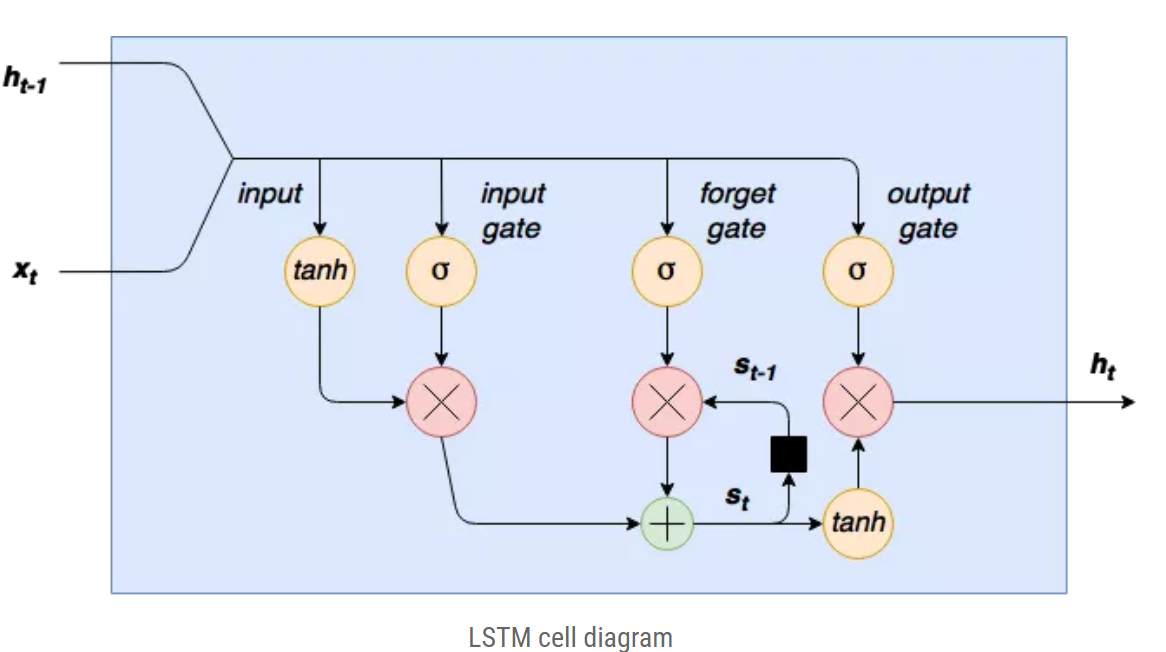 h_{t-1}
input
input
gate
forget
gate
output
gate
x_t
tanh
σ
σ
σ
s_{t-1}
h_t
s_t
tanh
LSTM cell diagram